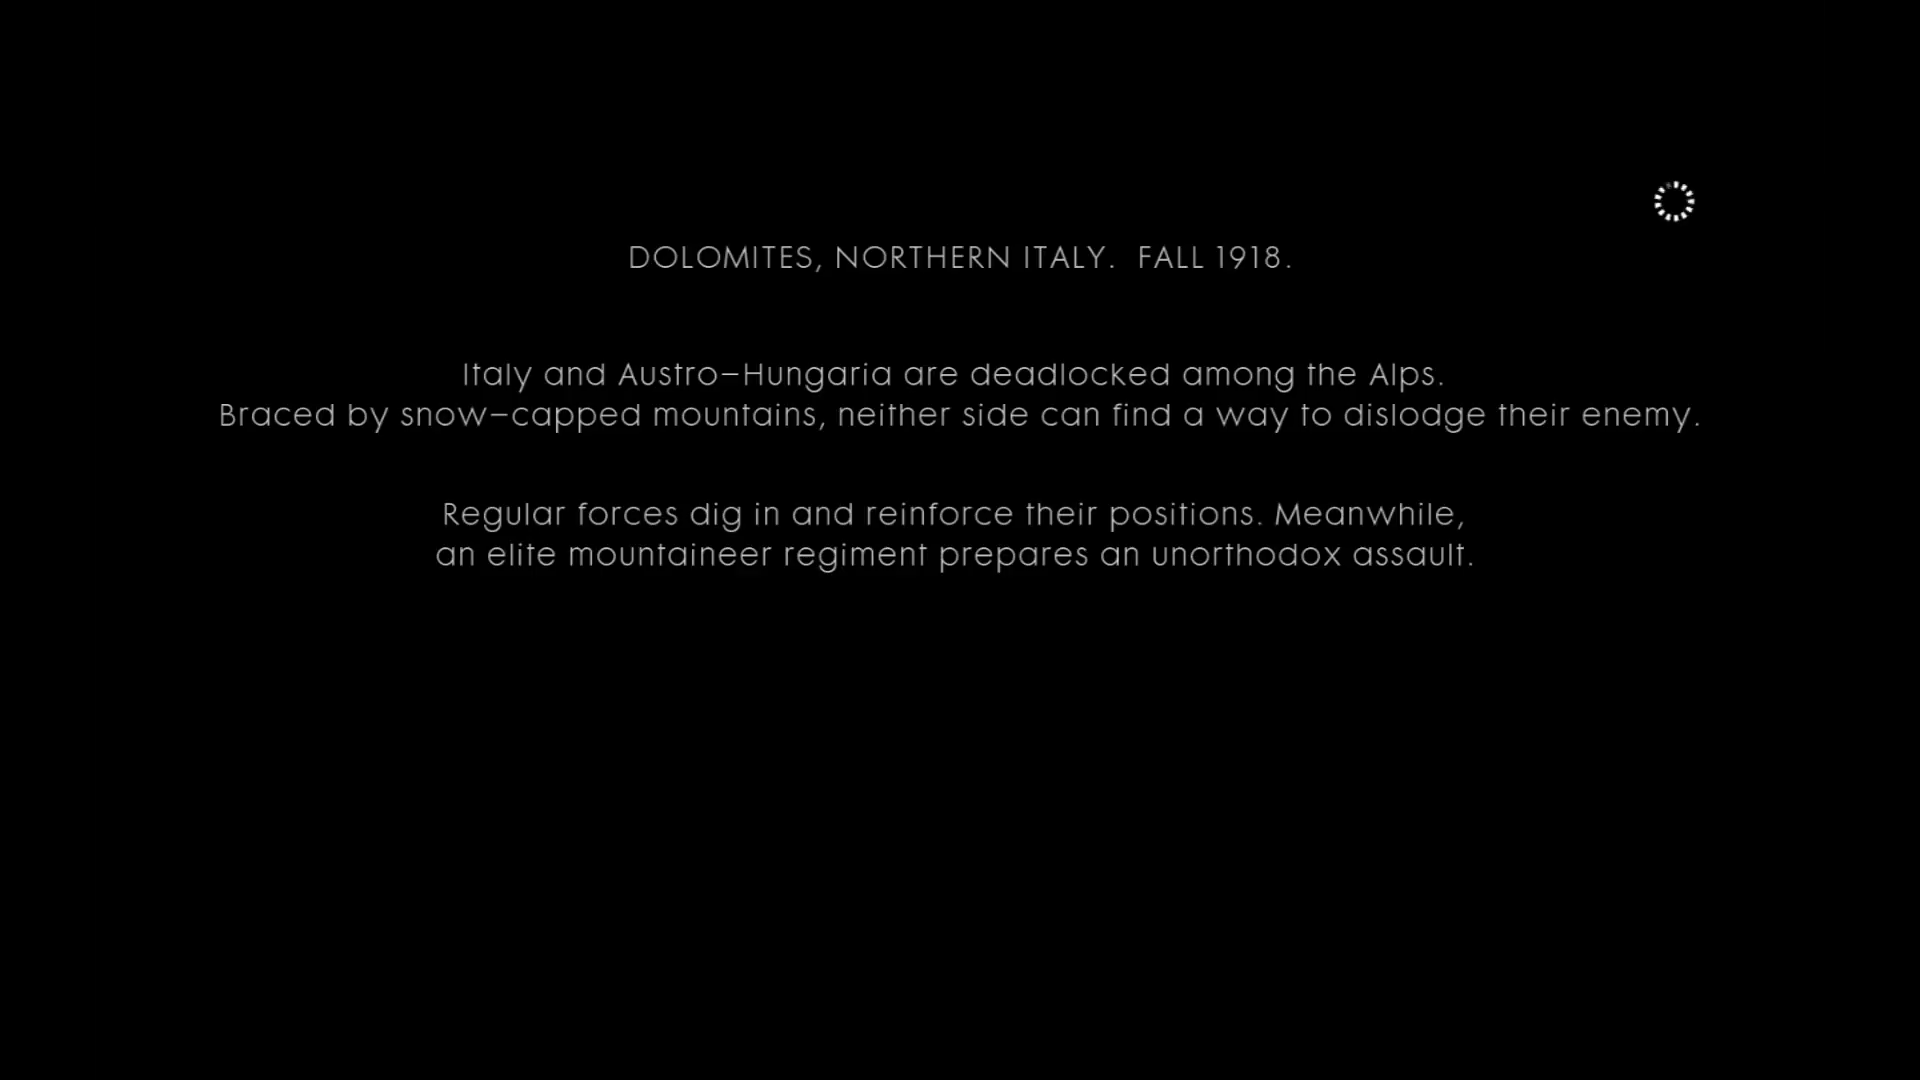 DOLOMITES, NORTHERN ITALY.  FALL 1918.
Italy and Austro-Hungaria are deadlocked among the Alps.
Braced by snow-capped mountains, neither side can find a way to dislodge their enemy.
Regular forces dig in and reinforce their positions. Meanwhile,
an elite mountaineer regiment prepares an unorthodox assault.